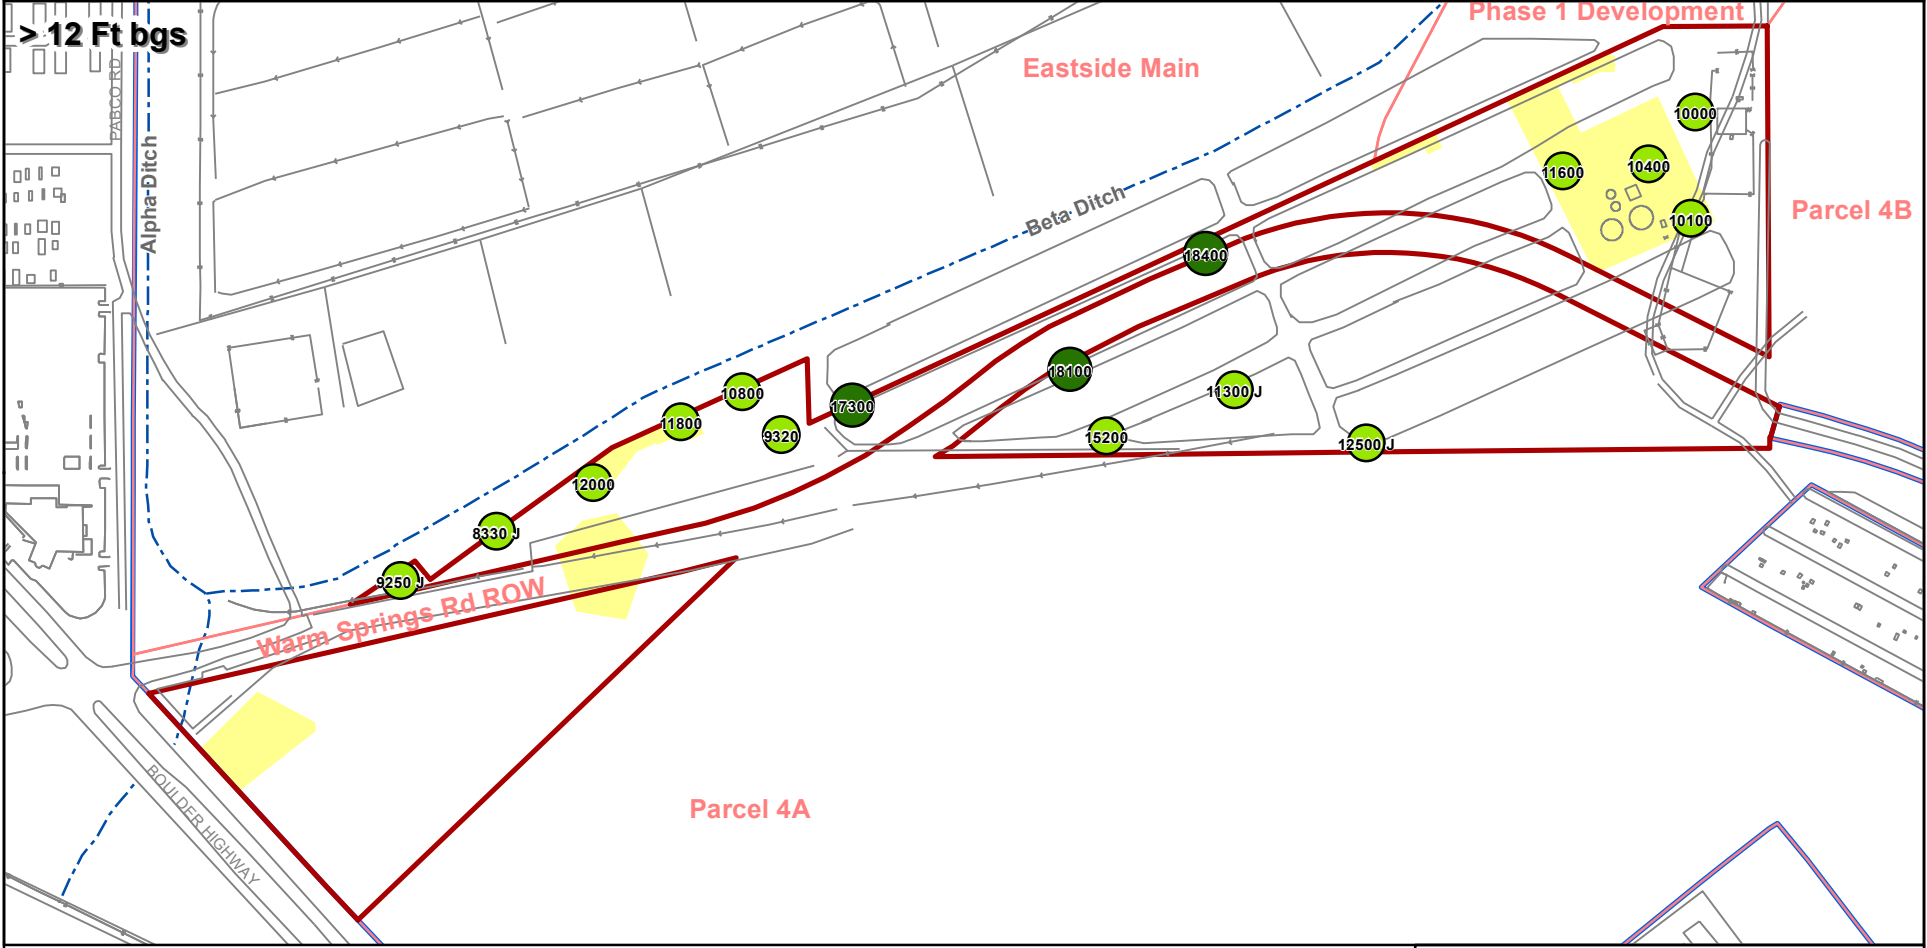 Phase 1 Development
> 12 Ft bgs
Eastside Main
PABCO RD
Alpha Ditch
10000
10400
11600
Beta Ditch
Parcel 4B
10100
18400
18100
10800
11300 J
17300
11800
9320
15200
12500 J
12000
8330 J
9250 J
Warm Springs Rd ROW
Parcel 4A
BOULDER HIGHWAY